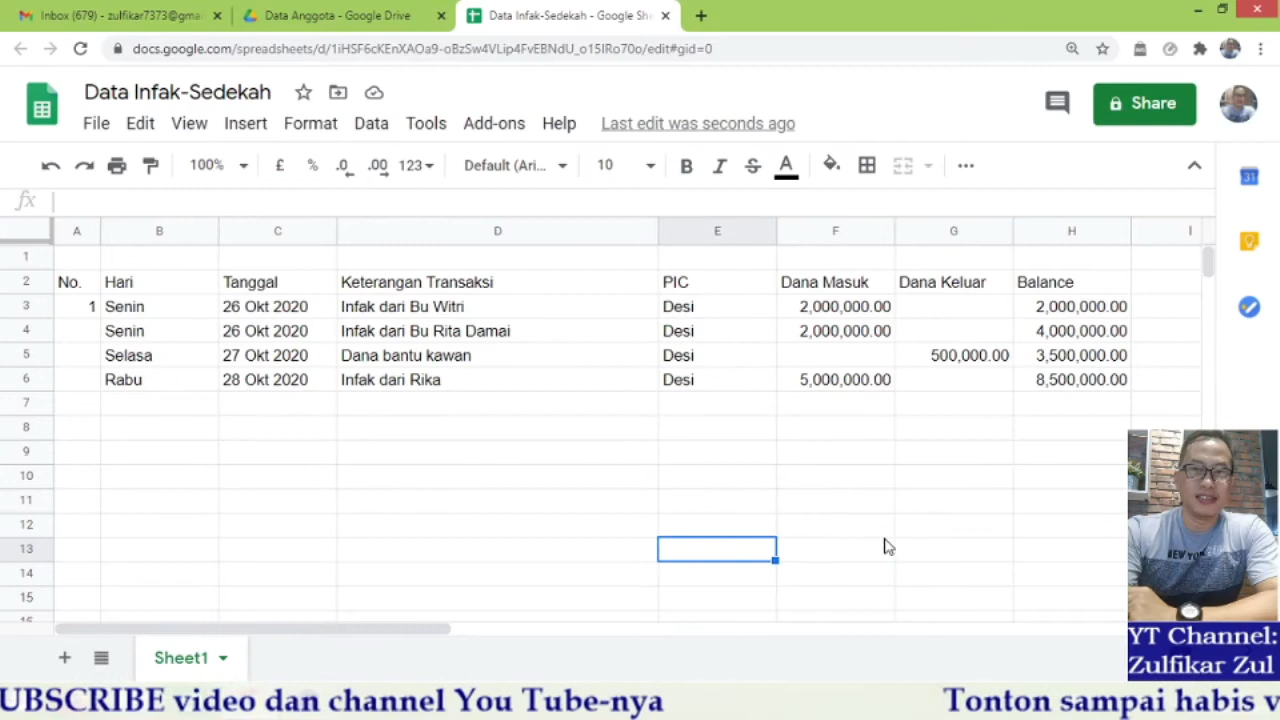 Inbox (679) - zulfikar7373@gmai
Data Anggota - Google Drive
Data Infak-Sedekah - Google She
docs.google.com/spreadsheets/d/1iHSF6cKEnXAOa9-oBzSw4VLip4FvEBNdU_o15IRo70o/edit#gid=0
Data Infak-Sedekah
Share
File Edit View Insert Format Data Tools Add-ons Help Last edit was seconds ago
100% £ % .0 .00 123 Default (Ari... 10 B I S A
31
fx
A B C D E F G H I
1
2 No. Hari Tanggal Keterangan Transaksi PIC Dana Masuk Dana Keluar Balance
3 1 Senin 26 Okt 2020 Infak dari Bu Witri Desi 2,000,000.00 2,000,000.00
4 Senin 26 Okt 2020 Infak dari Bu Rita Damai Desi 2,000,000.00 4,000,000.00
5 Selasa 27 Okt 2020 Dana bantu kawan Desi 500,000.00 3,500,000.00
6 Rabu 28 Okt 2020 Infak dari Rika Desi 5,000,000.00 8,500,000.00
7
8
9
10
11
12
13
14
15
16
NEW YOR
YT Channel:
Zulfikar Zul
Sheet1
UBSCRIBE video dan channel You Tube-nya Tonton sampai habis v